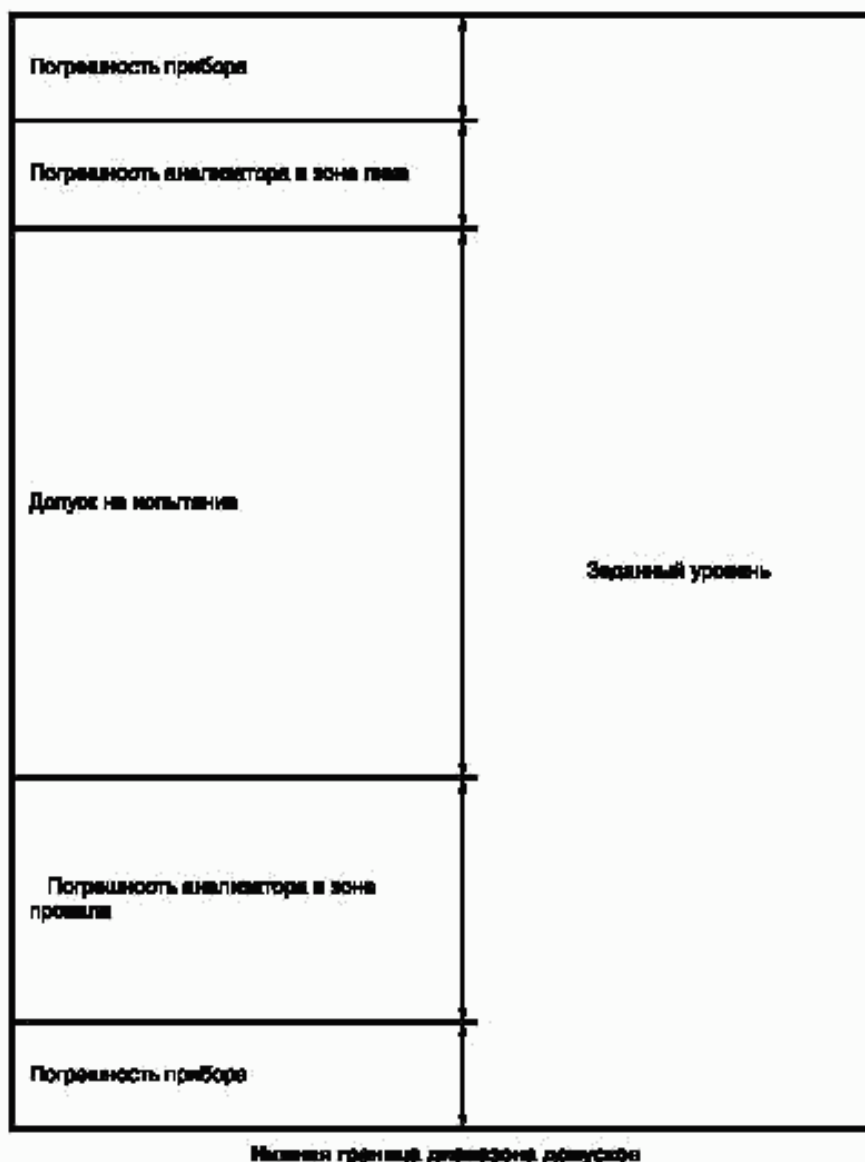 Погрешность прибора
Погрешность анализатора в зоне пика
Допуск на испытание
Заданный уровень
Погрешность анализатора в зоне
провала
Погрешность прибора
Нижняя граница диапазона допусков